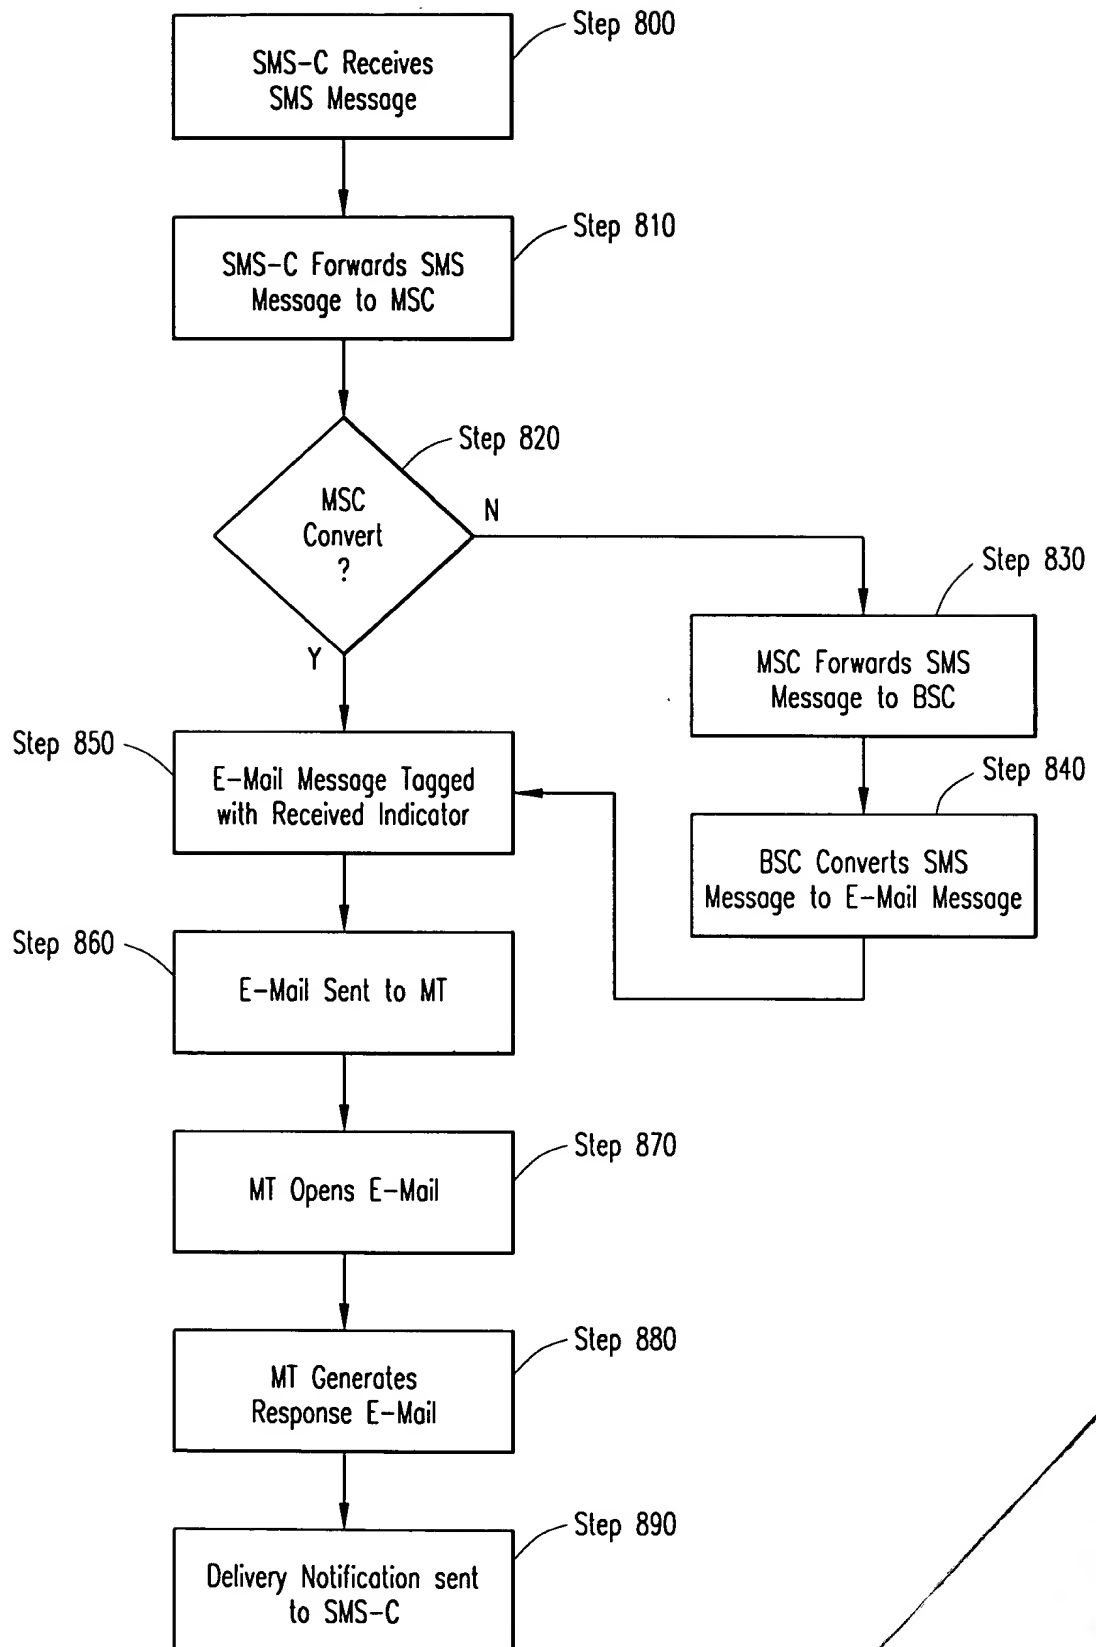 Step 800
SMS-C Receives
SMS Message
Step 810
SMS-C Forwards SMS
Message to MSC
Step 820
MSC
Convert
?
N
Y
Step 830
MSC Forwards SMS
Message to BSC
Step 840
BSC Converts SMS
Message to E-Mail Message
Step 850
E-Mail Message Tagged
with Received Indicator
Step 860
E-Mail Sent to MT
Step 870
MT Opens E-Mail
Step 880
MT Generates
Response E-Mail
Step 890
Delivery Notification sent
to SMS-C